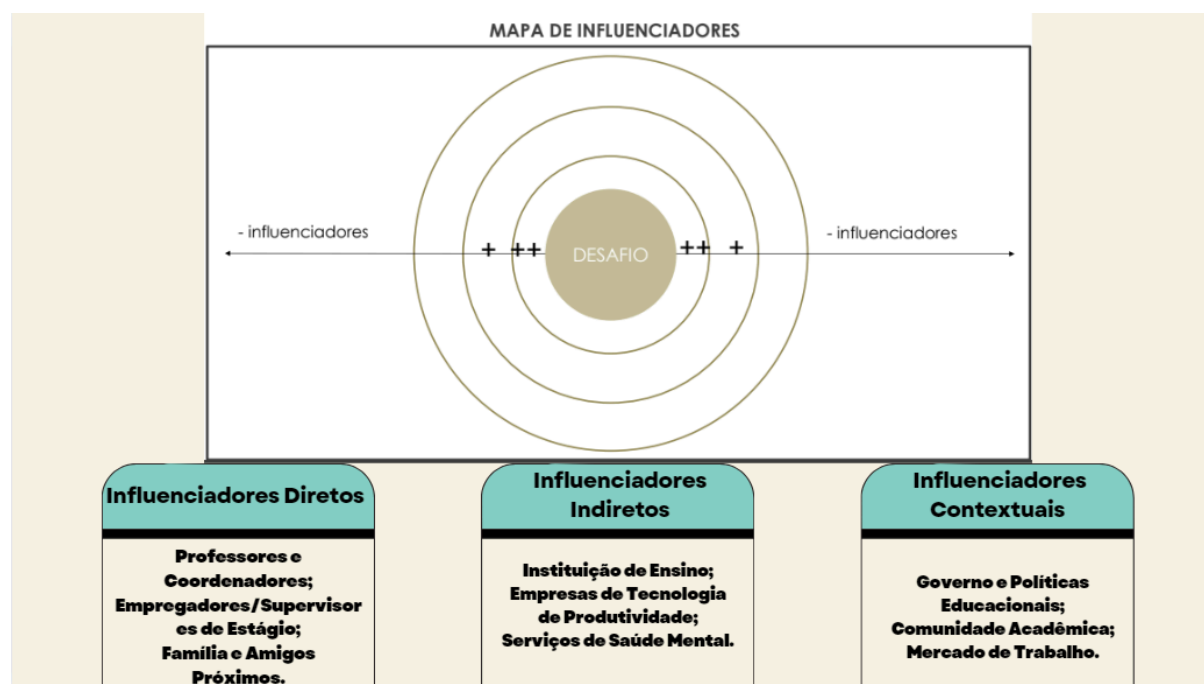 MAPA DE INFLUENCIADORES
- influenciadores
+ ++
DESAFIO
++ +
- influenciadores
Influenciadores Diretos
Professores e
Coordenadores;
Empregadores/Supervisor
es de Estágio;
Família e Amigos
Próximos.
Influenciadores
Indiretos
Instituição de Ensino;
Empresas de Tecnologia
de Produtividade;
Serviços de Saúde Mental.
Influenciadores
Contextuais
Governo e Políticas
Educacionais;
Comunidade Acadêmica;
Mercado de Trabalho.